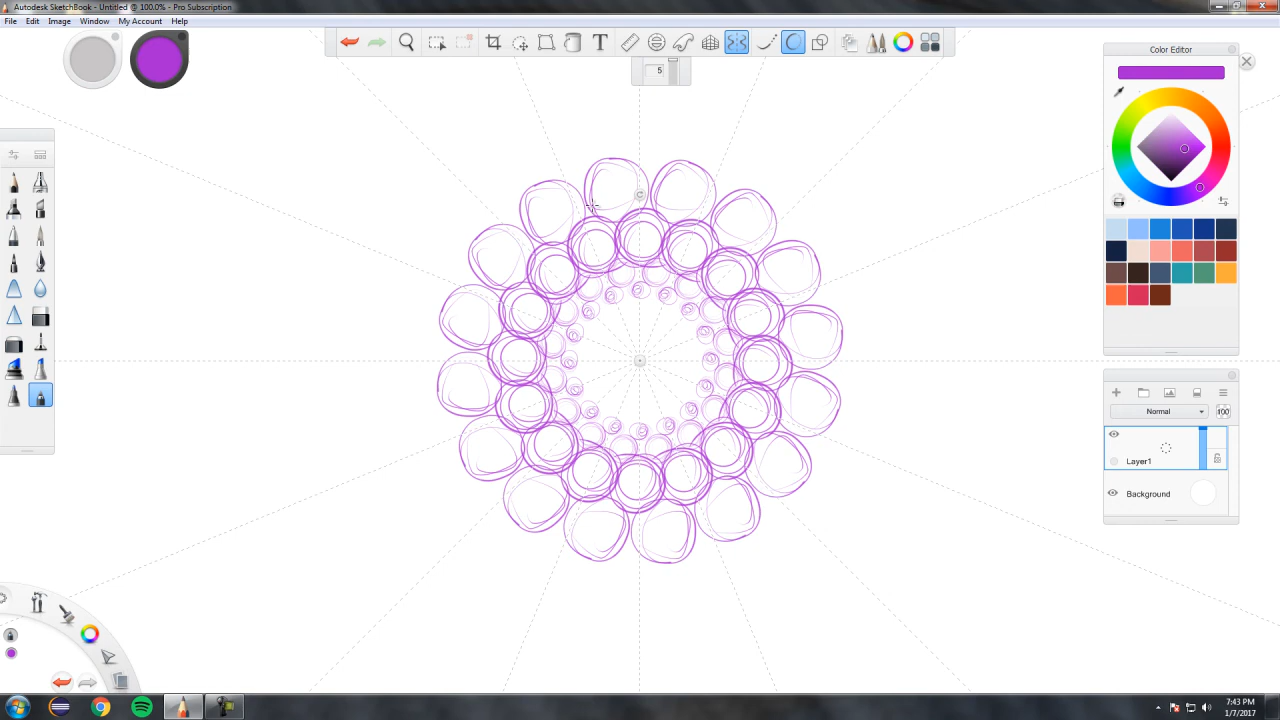 Autodesk SketchBook - Untitled @ 100.0% - Pro Subscription
File Edit Image Window My Account Help
5
Color Editor
Normal 100
Layer1
Background
7:43 PM
1/7/2017